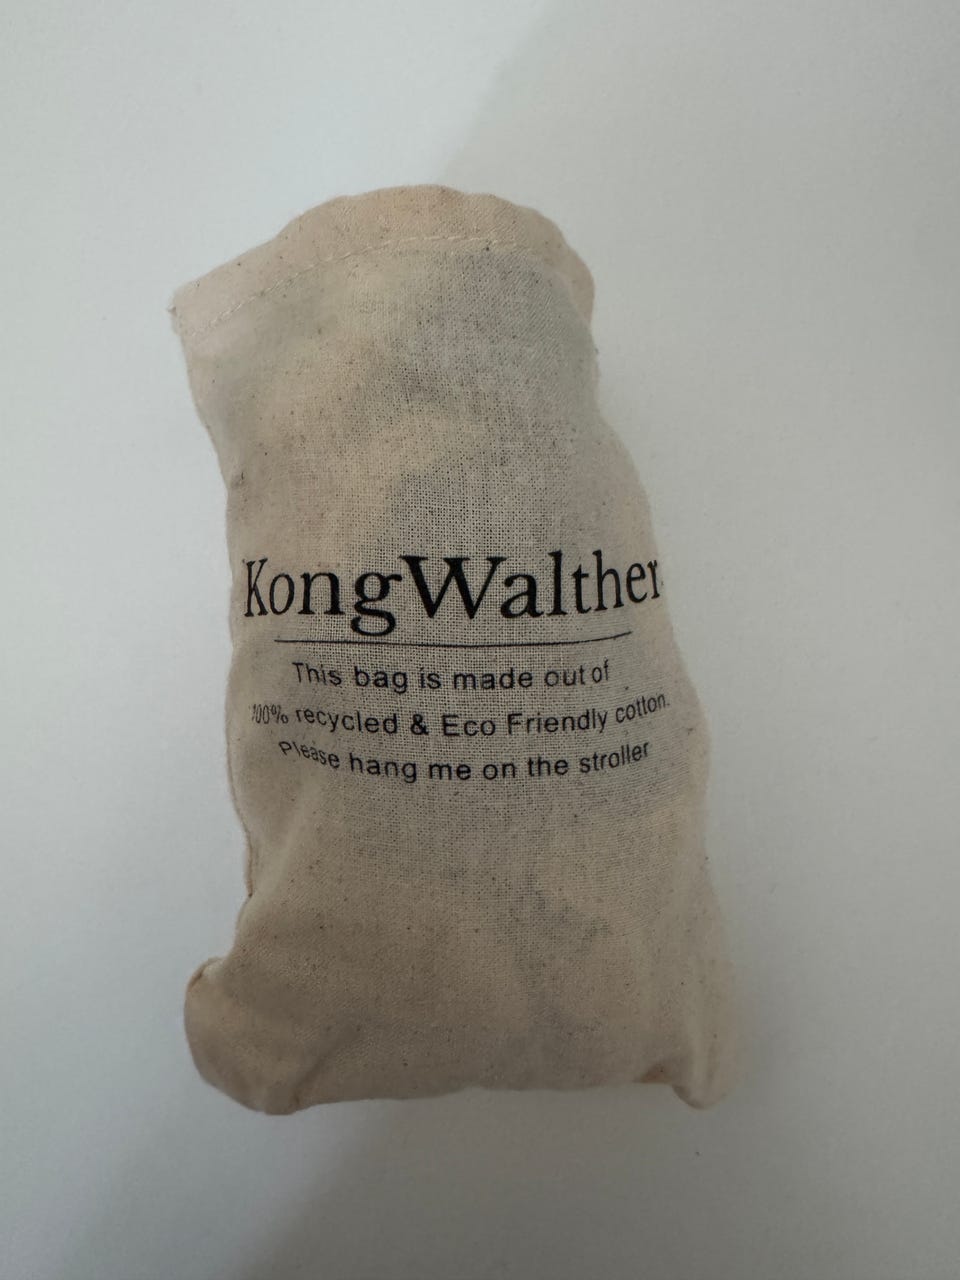 KongWalther
This bag is made out of
100% recycled & Eco Friendly cotton.
Please hang me on the stroller